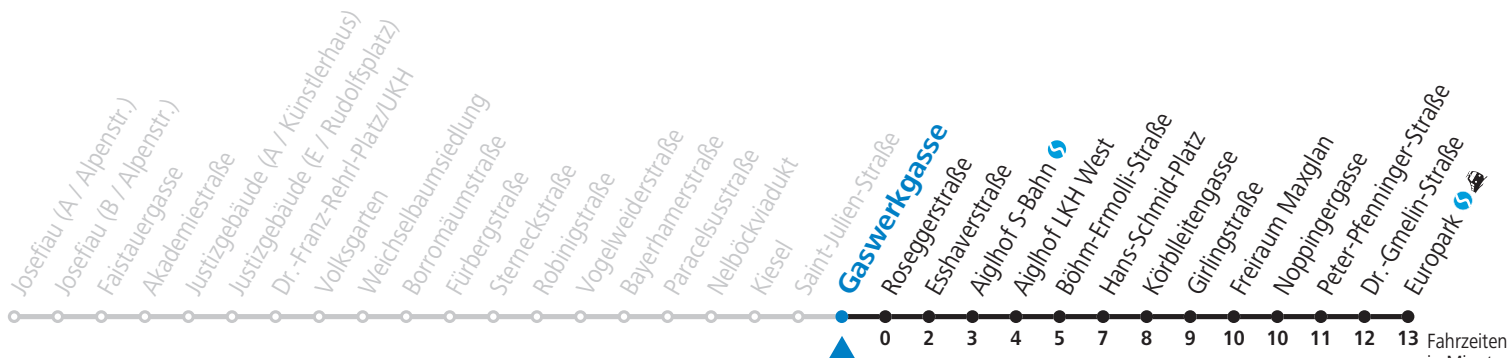 Josefiau (A / Alpenstr.)
Josefiau (B / Alpenstr.)
Faistauergasse
Akademiestraße
Justizgebäude (A / Künstlerhaus)
Justizgebäude (E / Rudolfsplatz)
Dr.-Franz-Rehrl-Platz/UKH
Volksgarten
Weichselbaumsiedlung
Borromäumstraße
Fürbergstraße
Sterneckstraße
Robinigstraße
Vogelweiderstraße
Bayerhamerstraße
Paracelsusstraße
Nelböckviadukt
Kiesel
Saint-Julien-Straße
Gaswerkgasse
Roseggerstraße
Esshaverstraße
Aiglhof S-Bahn
Aiglhof LKH West
Böhm-Ermolli-Straße
Hans-Schmid-Platz
Körblleitengasse
Girlingstraße
Freiraum Maxglan
Noppingergasse
Peter-Pfenninger-Straße
Dr.-Gmelin-Straße
Europark
0 2 3 4 5 7 8 9 10 10 11 12 13 Fahrzeiten